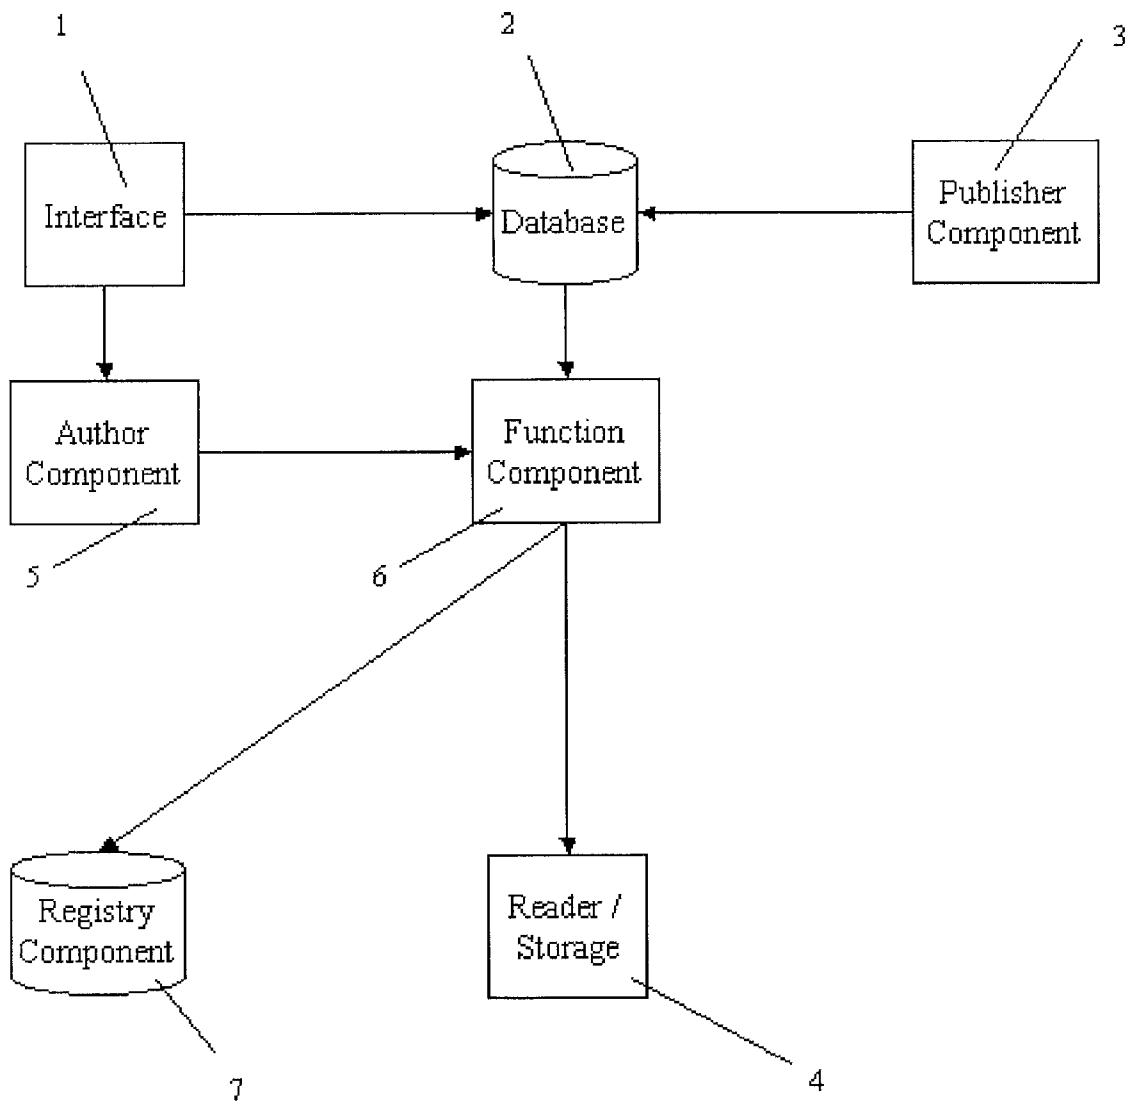 1
2
3
Interface
Database
Publisher
Component
Author
Component
Function
Component
5
6
Registry
Component
Reader /
Storage
7
4